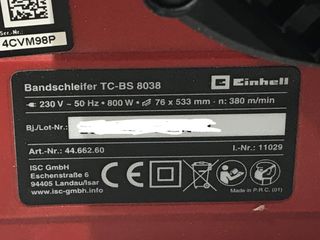 Ser.-Nr.:
4CVM98P
Bandschleifer TC-BS 8038
Einhell
230 V ~ 50 Hz • 800 W • 76 x 533 mm - n: 380 m/min
Bj./Lot-Nr.:
Art.-Nr.: 44.662.60
I.-Nr.: 11029
ISC GmbH
Eschenstraße 6
94405 Landau/Isar
www.isc-gmbh.info
CE
EAC
Made in P.R.C. (01)